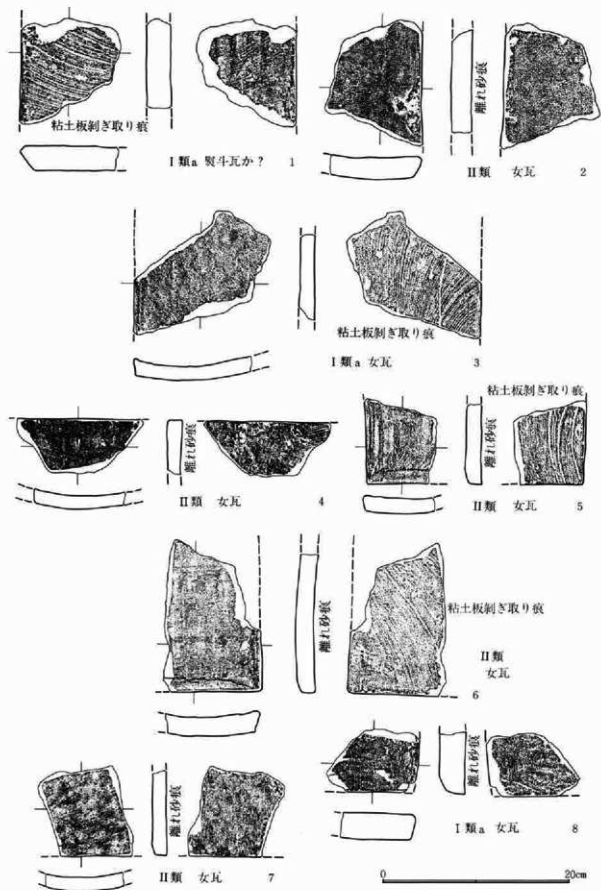 粘土板剥ぎ取り痕
I類a 熨斗瓦か？ 1
離れ砂痕
II類 女瓦 2
粘土板剥ぎ取り痕
I類a 女瓦 3
離れ砂痕
II類 女瓦 4
粘土板剥ぎ取り痕
離れ砂痕
II類 女瓦 5
離れ砂痕
粘土板剥ぎ取り痕
II類
女瓦
6
離れ砂痕
II類 女瓦 7
離れ砂痕
I類a 女瓦 8
0 20cm